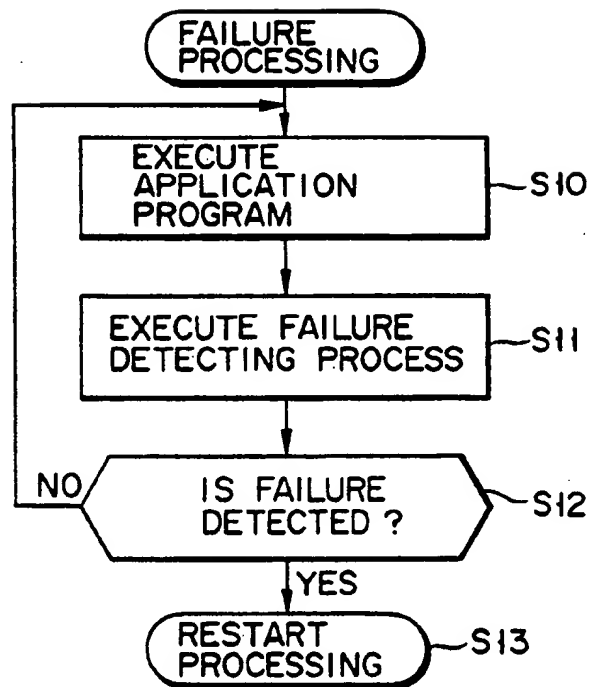 FAILURE
PROCESSING
EXECUTE
APPLICATION
PROGRAM
S10
EXECUTE FAILURE
DETECTING PROCESS
S11
NO
IS FAILURE
DETECTED ?
S12
YES
RESTART
PROCESSING
S13